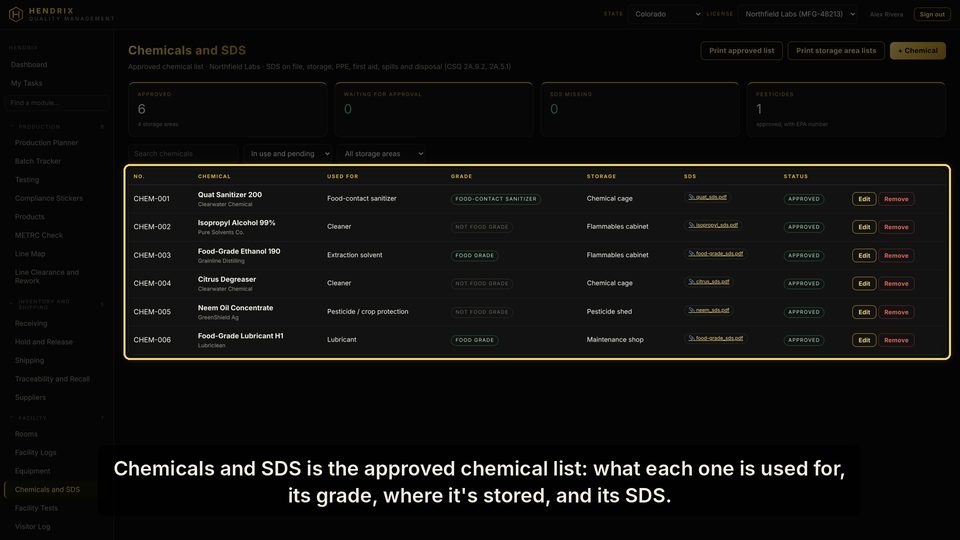 HENDRIX
QUALITY MANAGEMENT
STATE Colorado LICENSE Northfield Labs (MFG-48213) Alex Rivera Sign out
HENDRIX
Dashboard
My Tasks
Find a module...
PRODUCTION
Production Planner
Batch Tracker
Testing
Compliance Stickers
Products
METRC Check
Line Map
Line Clearance and
Rework
INVENTORY AND
SHIPPING
Receiving
Hold and Release
Shipping
Traceability and Recall
Suppliers
FACILITY
Rooms
Facility Logs
Equipment
Chemicals and SDS
Facility Tests
Visitor Log
Chemicals and SDS
Print approved list Print storage area lists + Chemical
Approved chemical list · Northfield Labs · SDS on file, storage, PPE, first aid, spills and disposal (CSQ 2A.9.2, 2A.5.1)
APPROVED
6
4 storage areas
WAITING FOR APPROVAL
0
SDS MISSING
0
PESTICIDES
1
approved, with EPA number
Search chemicals In use and pending All storage areas
NO. CHEMICAL USED FOR GRADE STORAGE SDS STATUS
CHEM-001 Quat Sanitizer 200 Food-contact sanitizer FOOD-CONTACT SANITIZER Chemical cage quat_sds.pdf APPROVED Edit Remove
Clearwater Chemical
CHEM-002 Isopropyl Alcohol 99% Cleaner NOT FOOD GRADE Flammables cabinet isopropyl_sds.pdf APPROVED Edit Remove
Pure Solvents Co.
CHEM-003 Food-Grade Ethanol 190 Extraction solvent FOOD GRADE Flammables cabinet food-grade_sds.pdf APPROVED Edit Remove
Grainline Distilling
CHEM-004 Citrus Degreaser Cleaner NOT FOOD GRADE Chemical cage citrus_sds.pdf APPROVED Edit Remove
Clearwater Chemical
CHEM-005 Neem Oil Concentrate Pesticide / crop protection NOT FOOD GRADE Pesticide shed neem_sds.pdf APPROVED Edit Remove
GreenShield Ag
CHEM-006 Food-Grade Lubricant H1 Lubricant FOOD GRADE Maintenance shop food-grade_sds.pdf APPROVED Edit Remove
Lubriclean
Chemicals and SDS is the approved chemical list: what each one is used for,
its grade, where it's stored, and its SDS.